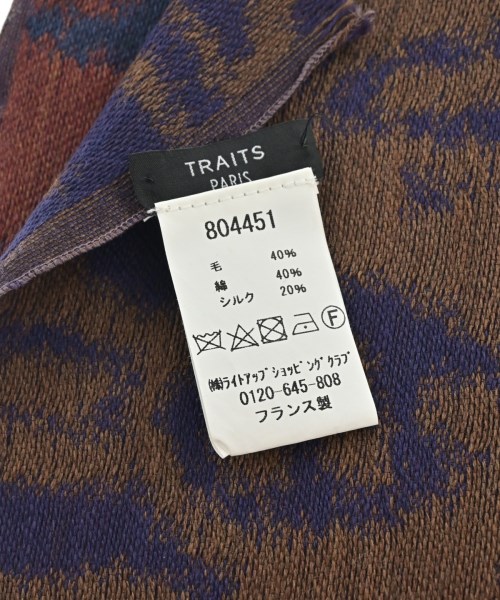 TRAITS
PARIS
804451
毛 40%
綿 40%
シルク 20%
F
㈱ライトアップショッピングクラブ
0120-645-808
フランス製